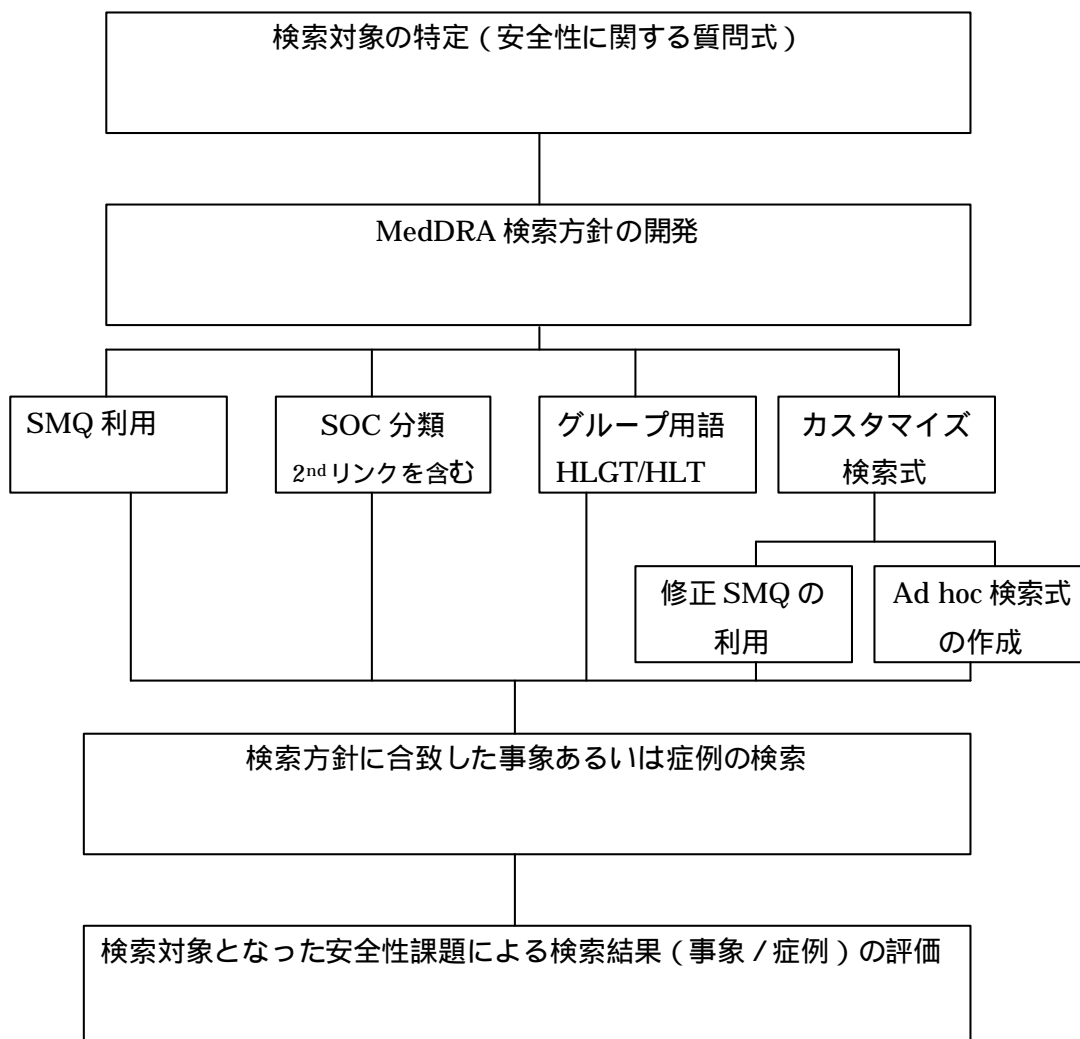 検索対象の特定（安全性に関する質問式）
MedDRA 検索方針の開発
SMQ 利用
SOC 分類
2nd リンクを含む
グループ用語
HLGT/HLT
カスタマイズ
検索式
修正 SMQ の
利用
Ad hoc 検索式
の作成
検索方針に合致した事象あるいは症例の検索
検索対象となった安全性課題による検索結果（事象／症例）の評価